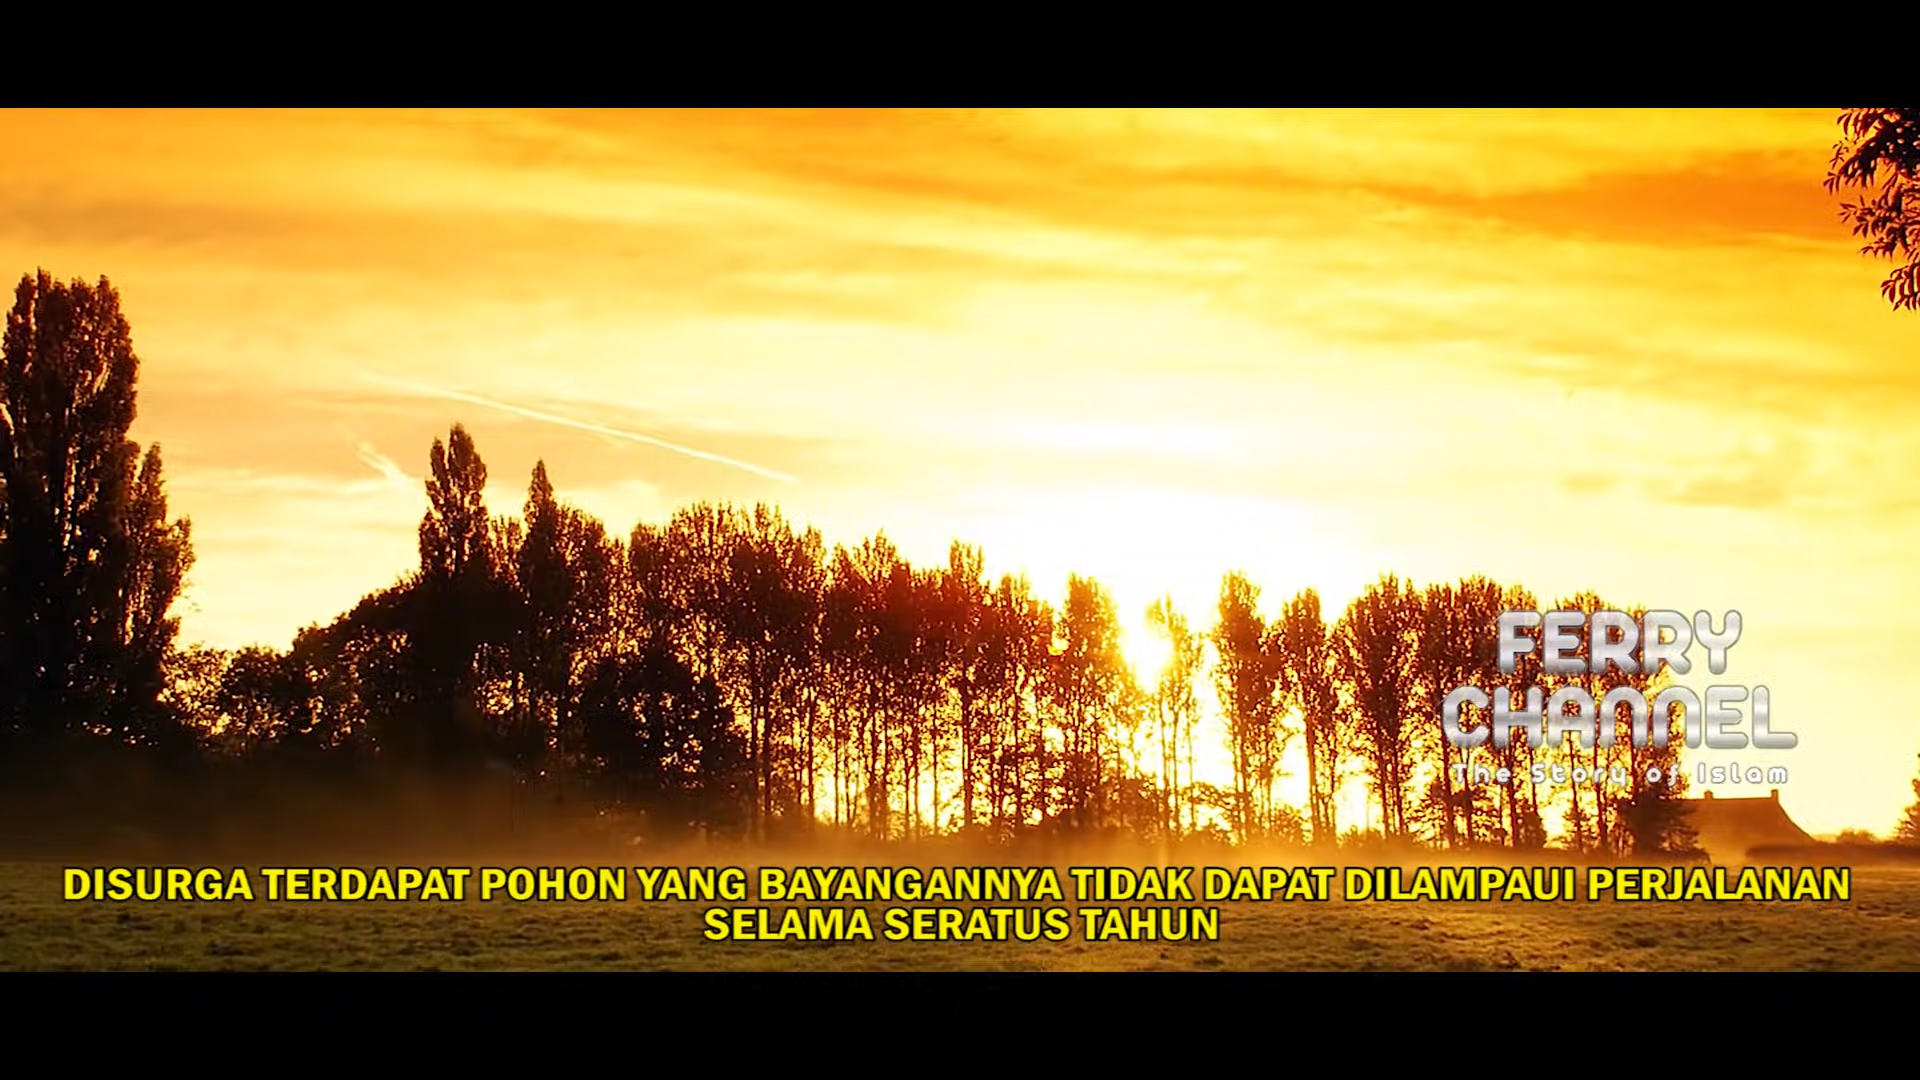 FERRY
CHANNEL
The Story of Islam
DISURGA TERDAPAT POHON YANG BAYANGANNYA TIDAK DAPAT DILAMPAUI PERJALANAN
SELAMA SERATUS TAHUN